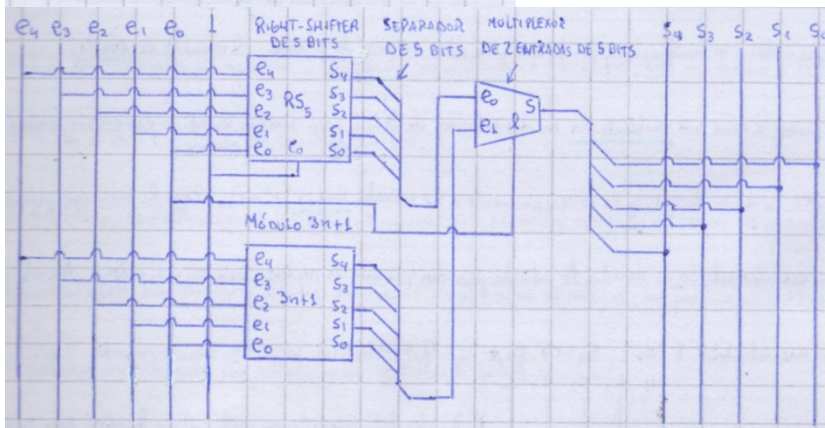 e4 e3 e2 e1 e0 1
RIGHT-SHIFTER
DE 5 BITS
SEPARADOR
DE 5 BITS
MULTIPLEXOR
DE 2 ENTRADAS DE 5 BITS
S4 S3 S2 S1 S0
e4 S4
e3 S3
RS5
e2 S2
e1 S1
e0 e0 S0
e0 S
e1 l
MÓDULO 3n+1
e4 S4
e3 S3
e2 3n+1 S2
e1 S1
e0 S0